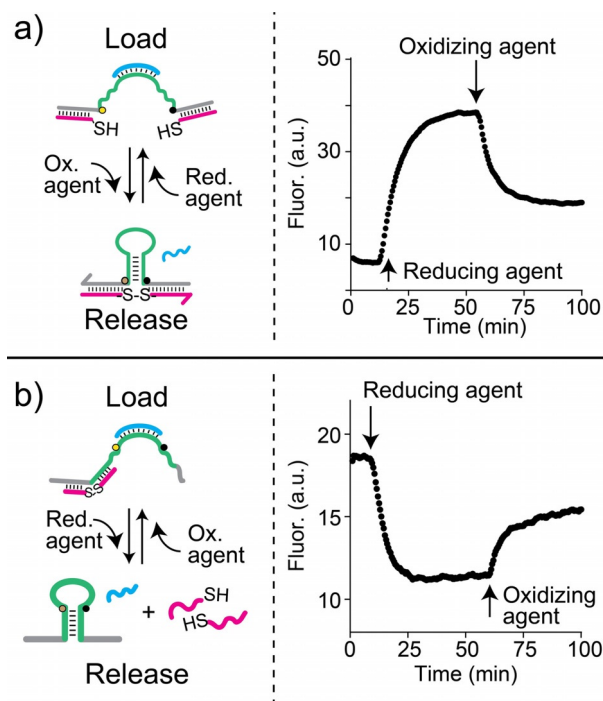 a)
Load
SH
HS
Ox.
agent
Red.
agent
-S-S-
Release
Oxidizing agent
50
30
10
Fluor. (a.u.)
Reducing agent
0
25
50
75
100
Time (min)
b)
Load
S-S
Red.
agent
Ox.
agent
+
SH
HS
Release
Reducing agent
20
15
10
Fluor. (a.u.)
Oxidizing
agent
0
25
50
75
100
Time (min)